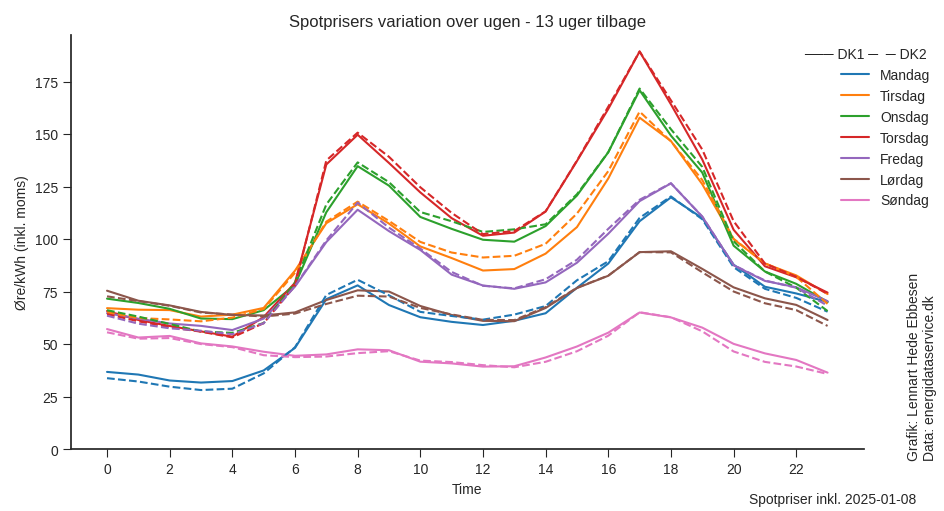 Spotprisers variation over ugen - 13 uger tilbage
Øre/kWh (inkl. moms)
175
150
125
100
75
50
25
0
0 2 4 6 8 10 12 14 16 18 20 22
Time
DK1 DK2
Mandag
Tirsdag
Onsdag
Torsdag
Fredag
Lørdag
Søndag
Grafik: Lennart Hede Ebbesen
Data: energidataservice.dk
Spotpriser inkl. 2025-01-08